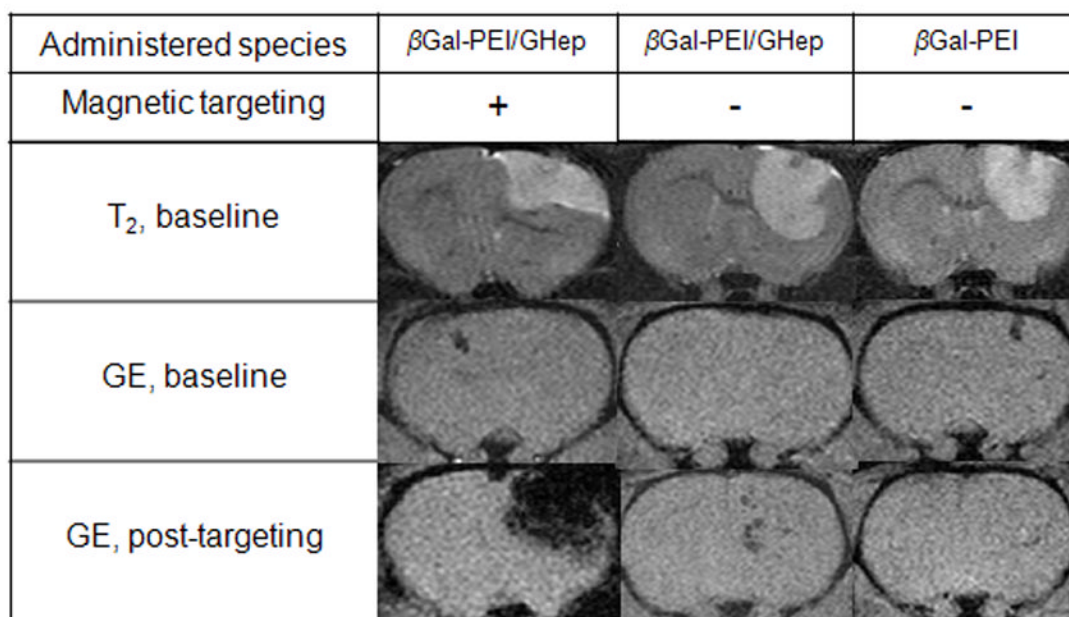 Administered species βGal-PEI/GHep βGal-PEI/GHep βGal-PEI
Magnetic targeting + - -
T₂, baseline
GE, baseline
GE, post-targeting